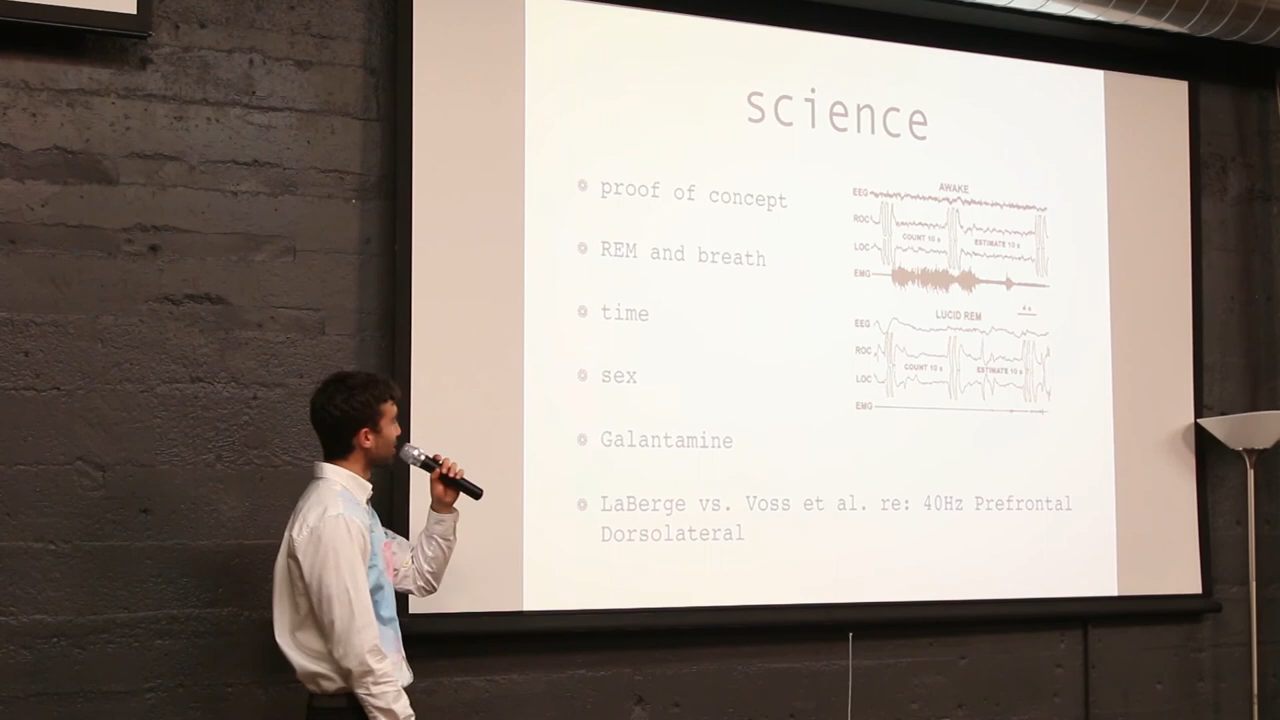 science
proof of concept
REM and breath
time
sex
Galantamine
LaBerge vs. Voss et al. re: 40Hz Prefrontal
Dorsolateral
AWAKE
EEG
ROC
COUNT 10 s ESTIMATE 10 s
LOC
EMG
4 s
LUCID REM
EEG
ROC
COUNT 10 s ESTIMATE 10 s
LOC
EMG